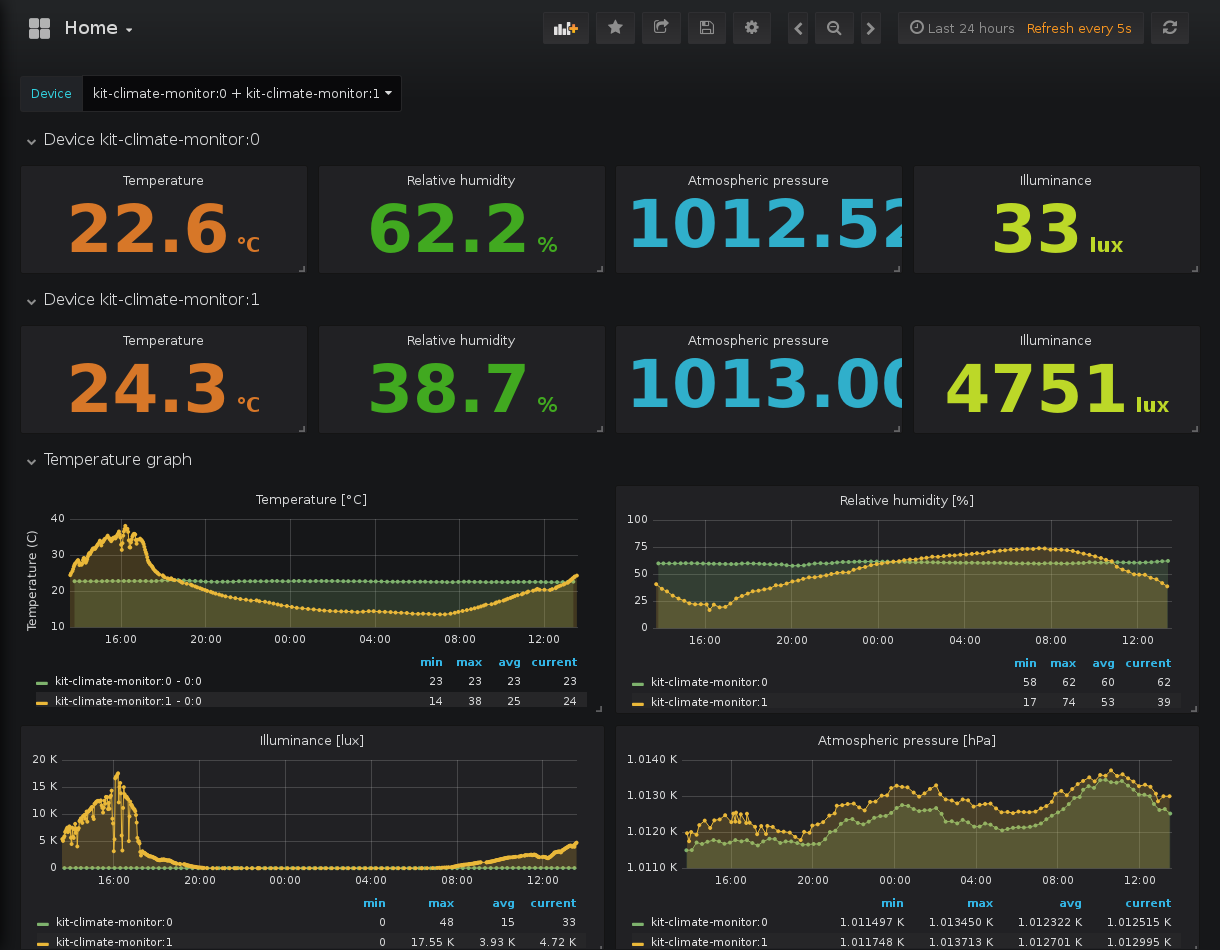 Home
Last 24 hours Refresh every 5s
Device kit-climate-monitor:0 + kit-climate-monitor:1
Device kit-climate-monitor:0
Temperature Relative humidity Atmospheric pressure Illuminance
22.6 °C 62.2 % 1012.52 33 lux
Device kit-climate-monitor:1
Temperature Relative humidity Atmospheric pressure Illuminance
24.3 °C 38.7 % 1013.00 4751 lux
Temperature graph
Temperature [°C]
Temperature (C)
40
30
20
10
16:00 20:00 00:00 04:00 08:00 12:00
min max avg current
kit-climate-monitor:0 - 0:0 23 23 23 23
kit-climate-monitor:1 - 0:0 14 38 25 24
Relative humidity [%]
100
75
50
25
0
16:00 20:00 00:00 04:00 08:00 12:00
min max avg current
kit-climate-monitor:0 58 62 60 62
kit-climate-monitor:1 17 74 53 39
Illuminance [lux]
20 K
15 K
10 K
5 K
0
16:00 20:00 00:00 04:00 08:00 12:00
min max avg current
kit-climate-monitor:0 0 48 15 33
kit-climate-monitor:1 0 17.55 K 3.93 K 4.72 K
Atmospheric pressure [hPa]
1.0140 K
1.0130 K
1.0120 K
1.0110 K
16:00 20:00 00:00 04:00 08:00 12:00
min max avg current
kit-climate-monitor:0 1.011497 K 1.013450 K 1.012322 K 1.012515 K
kit-climate-monitor:1 1.011748 K 1.013713 K 1.012701 K 1.012995 K